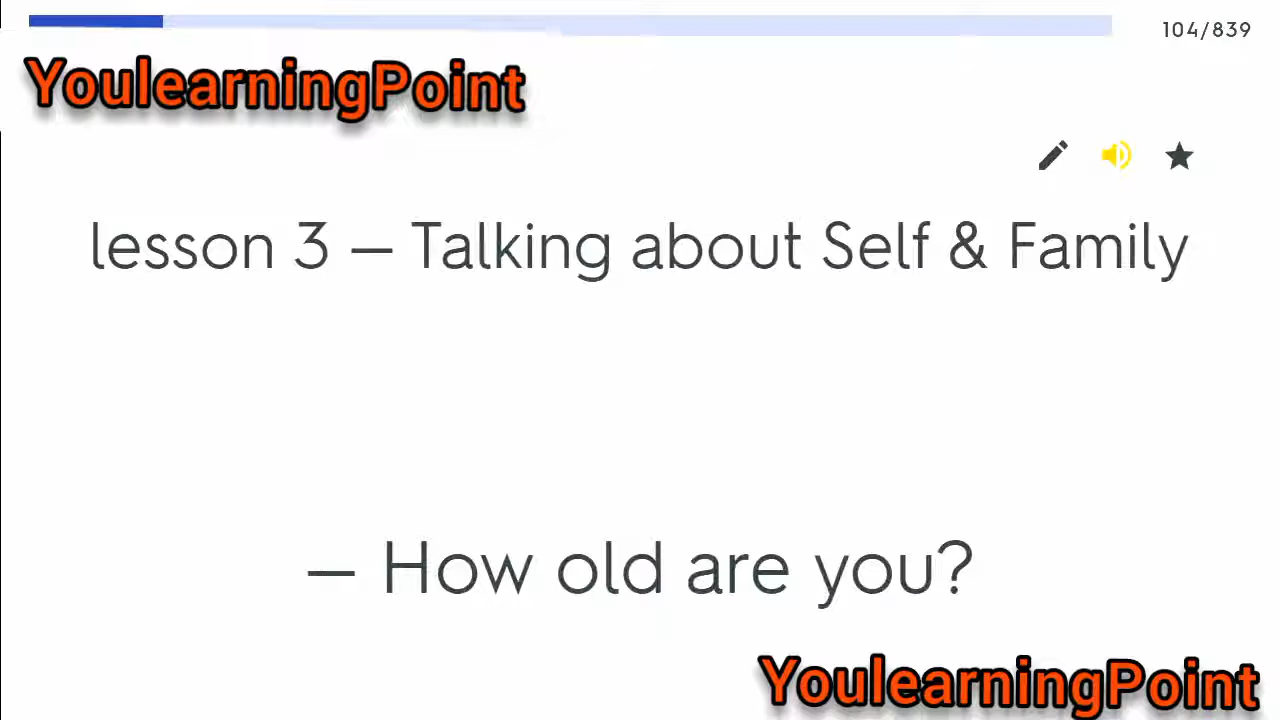 104/839
YoulearningPoint
lesson 3 – Talking about Self & Family
– How old are you?
YoulearningPoint